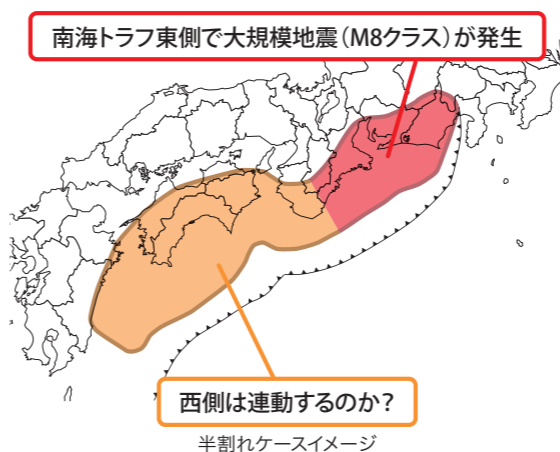 南海トラフ東側で大規模地震(M8クラス)が発生
西側は連動するのか?
半割れケースイメージ